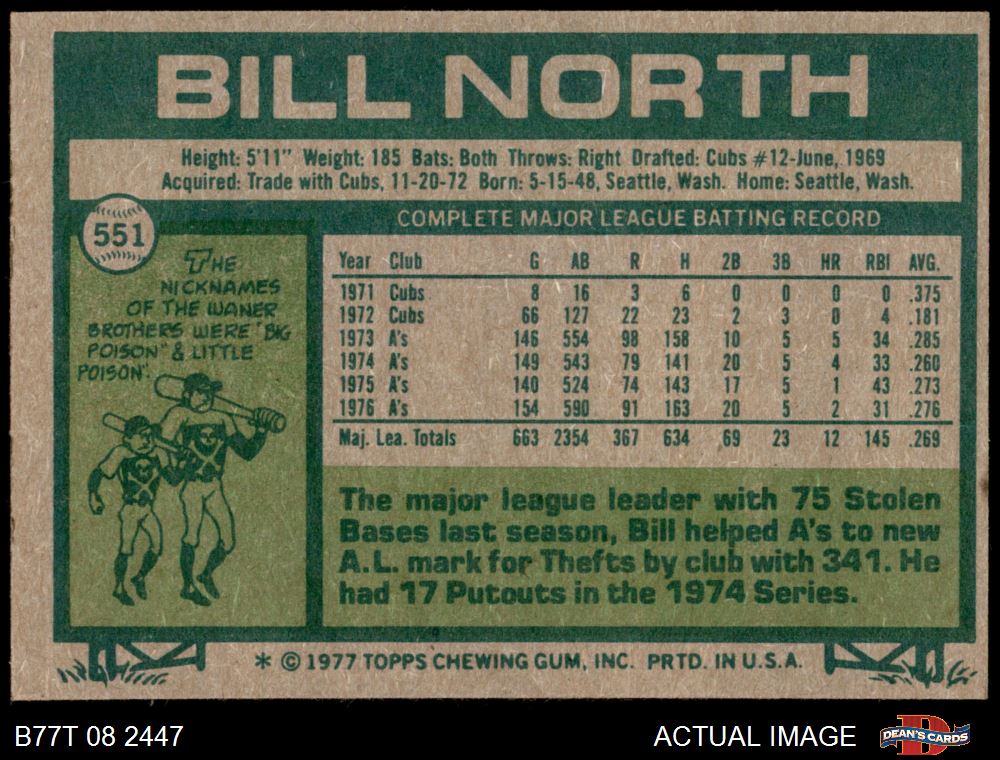 BILL NORTH
Height: 5'11" Weight: 185 Bats: Both Throws: Right Drafted: Cubs #12-June, 1969
Acquired: Trade with Cubs, 11-20-72 Born: 5-15-48, Seattle, Wash. Home: Seattle, Wash.
551
THE
NICKNAMES
OF THE WANER
BROTHERS WERE "BIG
POISON" & LITTLE
POISON".
COMPLETE MAJOR LEAGUE BATTING RECORD
Year Club G AB R H 2B 3B HR RBI AVG.
1971 Cubs 8 16 3 6 0 0 0 0 .375
1972 Cubs 66 127 22 23 2 3 0 4 .181
1973 A's 146 554 98 158 10 5 5 34 .285
1974 A's 149 543 79 141 20 5 4 33 .260
1975 A's 140 524 74 143 17 5 1 43 .273
1976 A's 154 590 91 163 20 5 2 31 .276
Maj. Lea. Totals 663 2354 367 634 69 23 12 145 .269
The major league leader with 75 Stolen
Bases last season, Bill helped A's to new
A.L. mark for Thefts by club with 341. He
had 17 Putouts in the 1974 Series.
* © 1977 TOPPS CHEWING GUM, INC. PRTD. IN U.S.A.
B77T 08 2447
ACTUAL IMAGE
D
DEAN'S CARDS